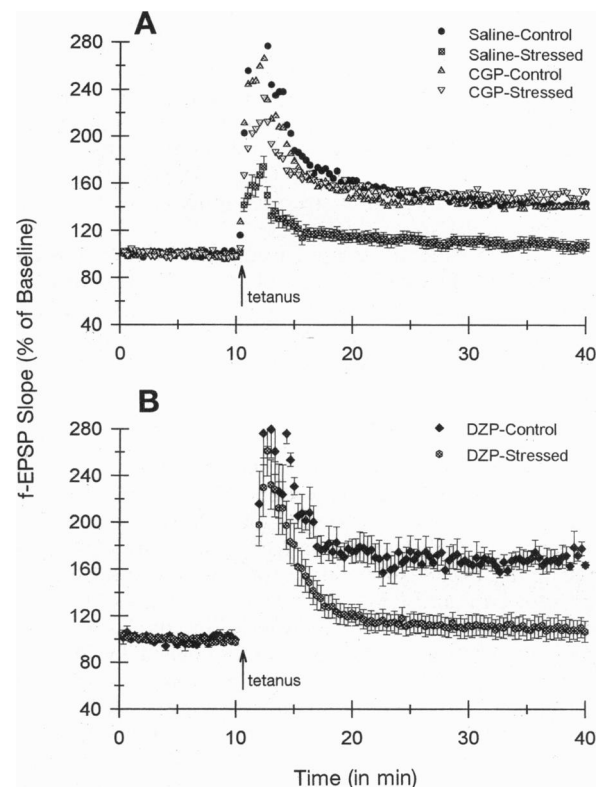 A
Saline-Control
Saline-Stressed
CGP-Control
CGP-Stressed
280
240
200
160
120
80
40
tetanus
0 10 20 30 40
f-EPSP Slope (% of Baseline)
B
DZP-Control
DZP-Stressed
280
240
200
160
120
80
40
tetanus
0 10 20 30 40
Time (in min)